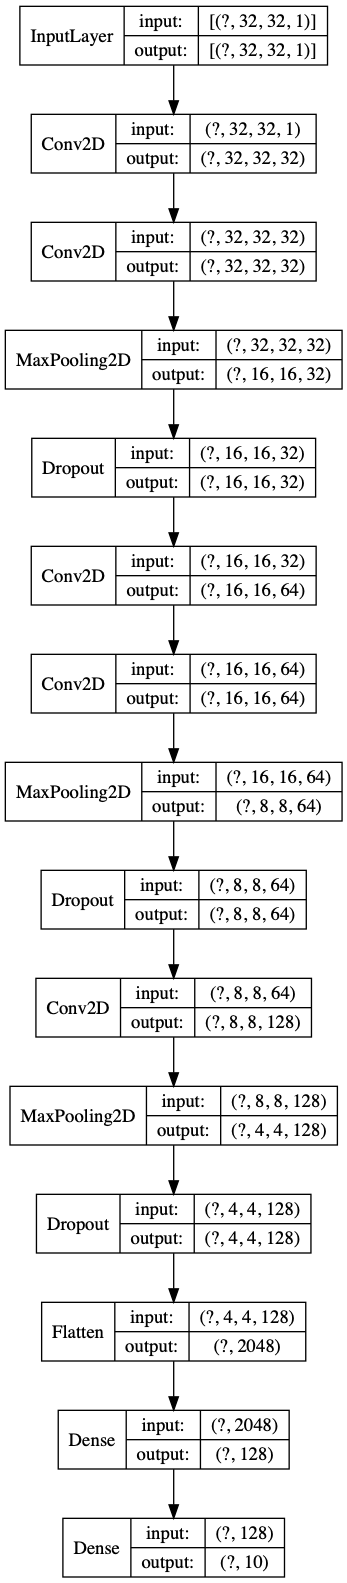 InputLayer input: [(?, 32, 32, 1)]
output: [(?, 32, 32, 1)]
Conv2D input: (?, 32, 32, 1)
output: (?, 32, 32, 32)
Conv2D input: (?, 32, 32, 32)
output: (?, 32, 32, 32)
MaxPooling2D input: (?, 32, 32, 32)
output: (?, 16, 16, 32)
Dropout input: (?, 16, 16, 32)
output: (?, 16, 16, 32)
Conv2D input: (?, 16, 16, 32)
output: (?, 16, 16, 64)
Conv2D input: (?, 16, 16, 64)
output: (?, 16, 16, 64)
MaxPooling2D input: (?, 16, 16, 64)
output: (?, 8, 8, 64)
Dropout input: (?, 8, 8, 64)
output: (?, 8, 8, 64)
Conv2D input: (?, 8, 8, 64)
output: (?, 8, 8, 128)
MaxPooling2D input: (?, 8, 8, 128)
output: (?, 4, 4, 128)
Dropout input: (?, 4, 4, 128)
output: (?, 4, 4, 128)
Flatten input: (?, 4, 4, 128)
output: (?, 2048)
Dense input: (?, 2048)
output: (?, 128)
Dense input: (?, 128)
output: (?, 10)